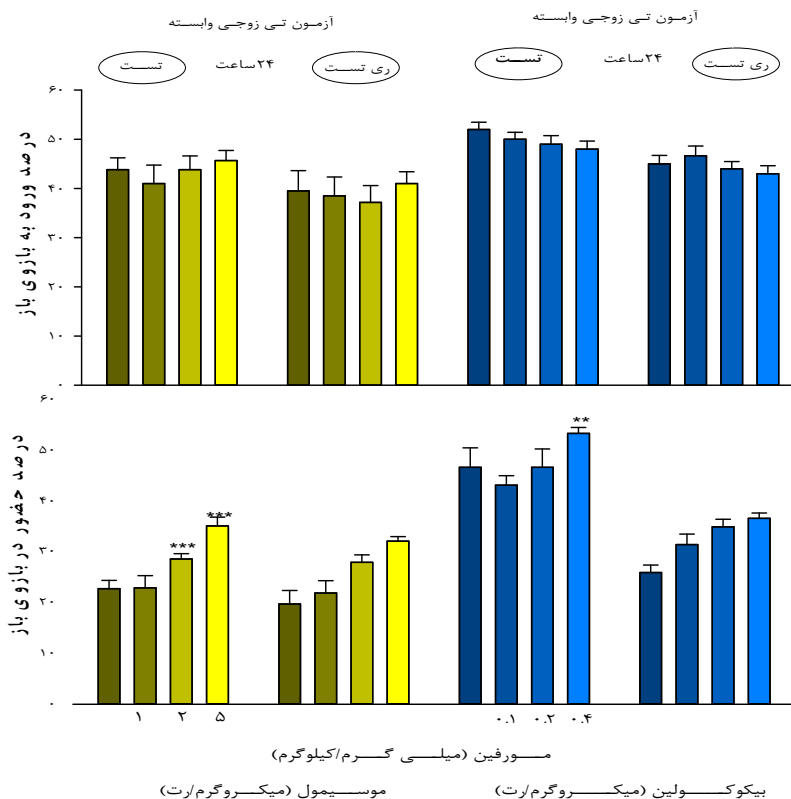 آزمون تی زوجی وابسته
آزمون تی زوجی وابسته
تست
۲۴ساعت
ری تست
تست
۲۴ساعت
ری تست
درصد ورود به بازوی باز
۶۰
۵۰
۴۰
۳۰
۲۰
۱۰
۰
درصد حضور در بازوی باز
۶۰
۵۰
۴۰
۳۰
۲۰
۱۰
۰
***
***
**
۱ ۲ ۵
۰.۱ ۰.۲ ۰.۴
مورفین (میلی گرم/کیلوگرم)
موسیمول (میکروگرم/رت)
بیکوکولین (میکروگرم/رت)